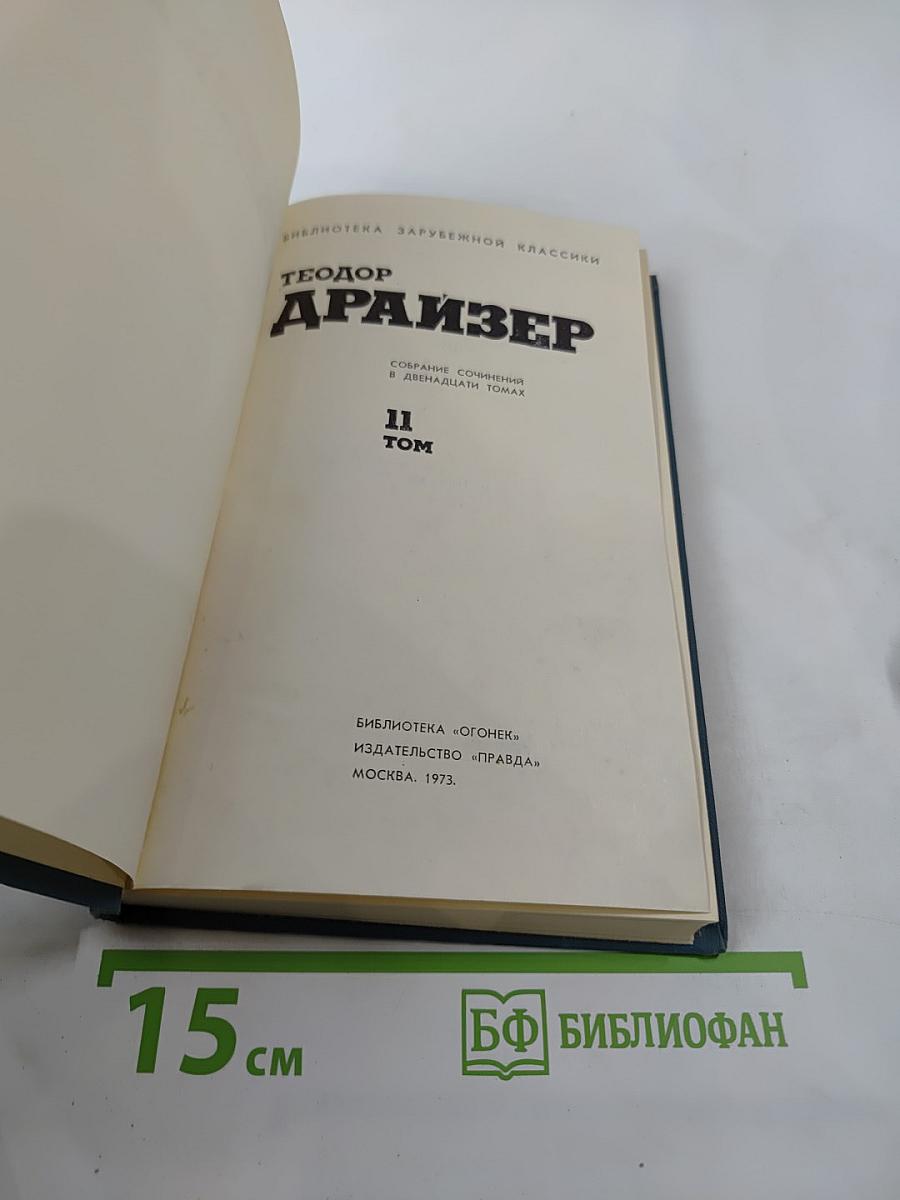 БИБЛИОТЕКА ЗАРУБЕЖНОЙ КЛАССИКИ
ТЕОДОР
ДРАЙЗЕР
СОБРАНИЕ СОЧИНЕНИЙ
В ДВЕНАДЦАТИ ТОМАХ
11
ТОМ
БИБЛИОТЕКА «ОГОНЕК»
ИЗДАТЕЛЬСТВО «ПРАВДА»
МОСКВА. 1973.
15 см
БФ БИБЛИОФАН